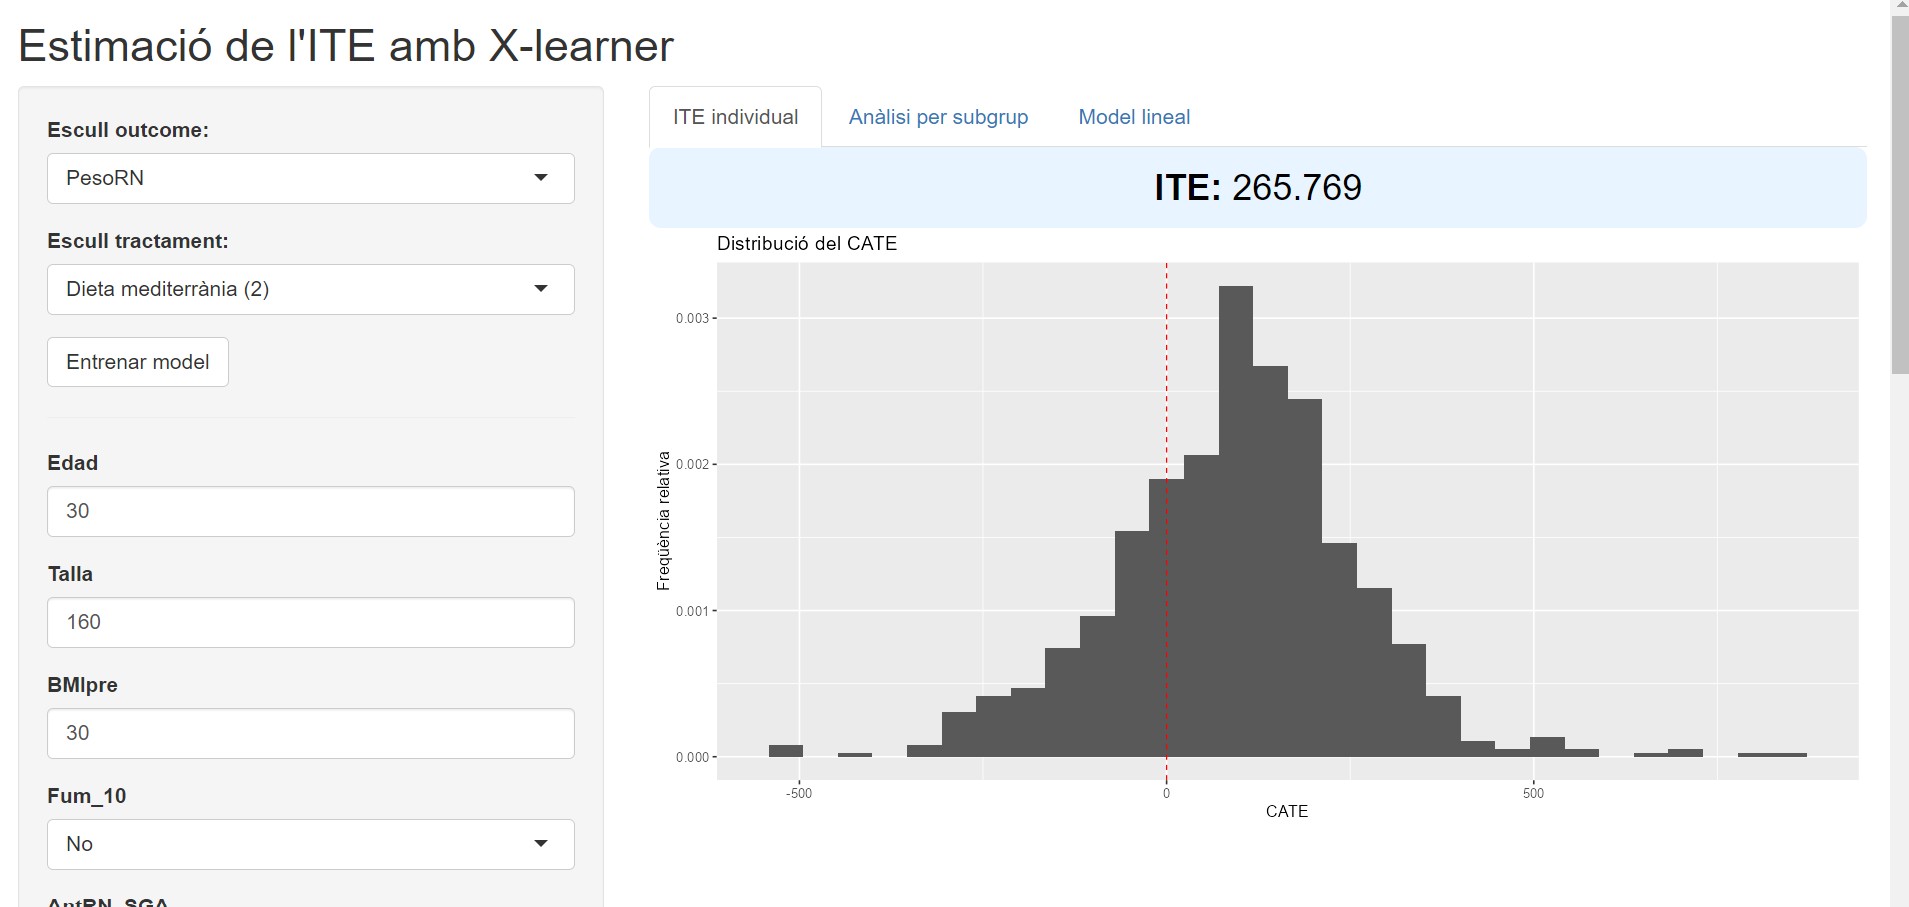 Estimació de l'ITE amb X-learner
Escull outcome:
PesoRN
Escull tractament:
Dieta mediterrània (2)
Entrenar model
Edad
30
Talla
160
BMIpre
30
Fum_10
No
AntRN_SGA
ITE individual
Anàlisi per subgrup
Model lineal
ITE: 265.769
Distribució del CATE
Freqüència relativa
0.003
0.002
0.001
0.000
-500
0
500
CATE